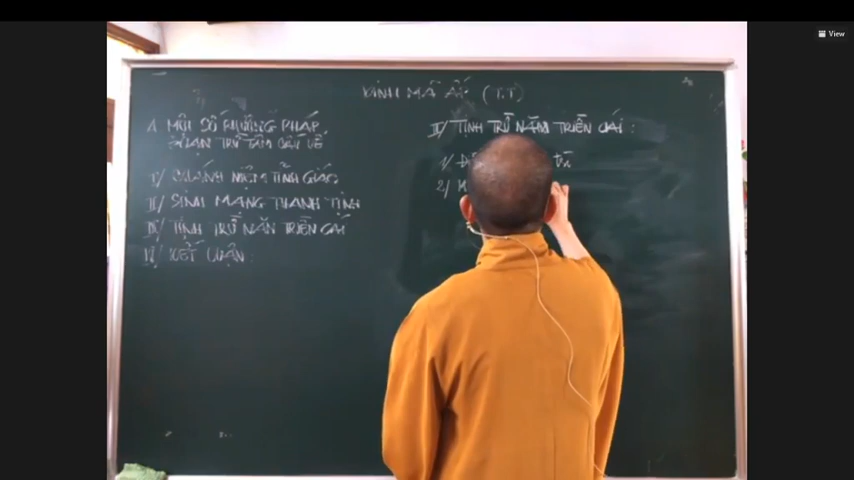 KINH MÃ ẤP (T.T)
A MỘT SỐ PHƯƠNG PHÁP
QUAN TRỪ TÂM CẤU UẾ
I/ CHÁNH NIỆM TỈNH GIÁC
II/ SINH MẠNG THANH TỊNH
III/ TỊNH TRỪ NĂM TRIỀN CÁI
IV/ KẾT LUẬN:
III/ TỊNH TRỪ NĂM TRIỀN CÁI:
1/
2/
View